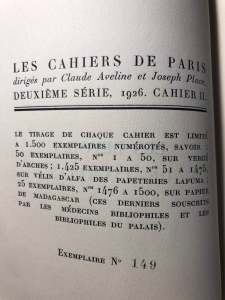 LES CAHIERS DE PARIS
dirigés par Claude Aveline et Joseph Place
DEUXIÈME SÉRIE, 1926. CAHIER II.
LE TIRAGE DE CHAQUE CAHIER EST LIMITÉ
A 1.500 EXEMPLAIRES NUMÉROTÉS, SAVOIR :
50 EXEMPLAIRES, Nos 1 A 50, SUR VERGÉ
D'ARCHES ; 1.425 EXEMPLAIRES, Nos 51 A 1475,
SUR VÉLIN D'ALFA DES PAPETERIES LAFUMA ;
25 EXEMPLAIRES, Nos 1476 A 1500, SUR PAPIER
DE MADAGASCAR (CES DERNIERS SOUSCRITS
PAR LES MÉDECINS BIBLIOPHILES ET LES
BIBLIOPHILES DU PALAIS).
EXEMPLAIRE No 149